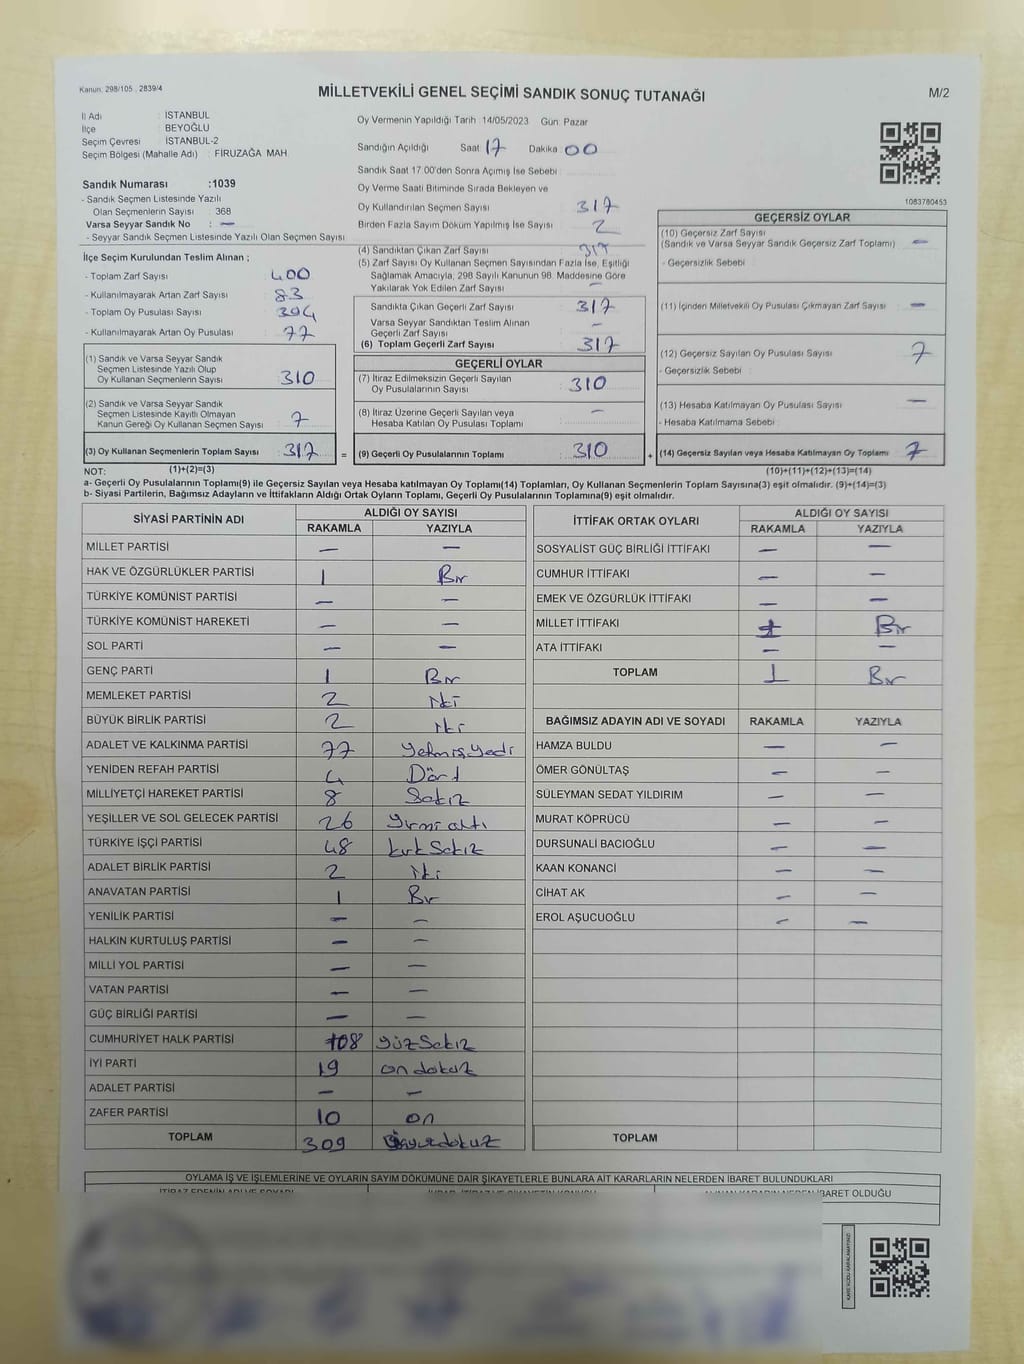 Kanun: 298/105 , 2839/4
MİLLETVEKİLİ GENEL SEÇİMİ SANDIK SONUÇ TUTANAĞI
M/2
İl Adı : İSTANBUL
İlçe : BEYOĞLU
Seçim Çevresi : İSTANBUL-2
Seçim Bölgesi (Mahalle Adı) : FİRUZAĞA MAH.
Sandık Numarası :1039
- Sandık Seçmen Listesinde Yazılı
Olan Seçmenlerin Sayısı : 368
Varsa Seyyar Sandık No : —
- Seyyar Sandık Seçmen Listesinde Yazılı Olan Seçmen Sayısı
İlçe Seçim Kurulundan Teslim Alınan ;
- Toplam Zarf Sayısı : 400
- Kullanılmayarak Artan Zarf Sayısı : 83
- Toplam Oy Pusulası Sayısı : 394
- Kullanılmayarak Artan Oy Pusulası : 77
(1) Sandık ve Varsa Seyyar Sandık
Seçmen Listesinde Yazılı Olup
Oy Kullanan Seçmenlerin Sayısı : 310
(2) Sandık ve Varsa Seyyar Sandık
Seçmen Listesinde Kayıtlı Olmayan
Kanun Gereği Oy Kullanan Seçmen Sayısı : 7
(3) Oy Kullanan Seçmenlerin Toplam Sayısı : 317
Oy Vermenin Yapıldığı Tarih : 14/05/2023 Gün: Pazar
Sandığın Açıldığı Saat 17 Dakika 00
Sandık Saat 17:00'den Sonra Açımış İse Sebebi :
Oy Verme Saati Bitiminde Sırada Bekleyen ve
Oy Kullandırılan Seçmen Sayısı : 317
Birden Fazla Sayım Döküm Yapılmış İse Sayısı : 2
(4) Sandıktan Çıkan Zarf Sayısı : 317
(5) Zarf Sayısı Oy Kullanan Seçmen Sayısından Fazla İse, Eşitliği
Sağlamak Amacıyla, 298 Sayılı Kanunun 98. Maddesine Göre
Yakılarak Yok Edilen Zarf Sayısı : —
Sandıkta Çıkan Geçerli Zarf Sayısı : 317
Varsa Seyyar Sandıktan Teslim Alınan
Geçerli Zarf Sayısı : —
(6) Toplam Geçerli Zarf Sayısı : 317
GEÇERLİ OYLAR
(7) İtiraz Edilmeksizin Geçerli Sayılan
Oy Pusulalarının Sayısı : 310
(8) İtiraz Üzerine Geçerli Sayılan veya
Hesaba Katılan Oy Pusulası Toplamı : —
= (9) Geçerli Oy Pusulalarının Toplamı : 310
1083780453
GEÇERSİZ OYLAR
(10) Geçersiz Zarf Sayısı
(Sandık ve Varsa Seyyar Sandık Geçersiz Zarf Toplamı) : —
- Geçersizlik Sebebi :
(11) İçinden Milletvekili Oy Pusulası Çıkmayan Zarf Sayısı : —
(12) Geçersiz Sayılan Oy Pusulası Sayısı : 7
- Geçersizlik Sebebi :
(13) Hesaba Katılmayan Oy Pusulası Sayısı : —
- Hesaba Katılmama Sebebi :
+ (14) Geçersiz Sayılan veya Hesaba Katılmayan Oy Toplamı : 7
NOT: (1)+(2)=(3) (10)+(11)+(12)+(13)=(14)
a- Geçerli Oy Pusulalarının Toplamı(9) ile Geçersiz Sayılan veya Hesaba katılmayan Oy Toplamı(14) Toplamları, Oy Kullanan Seçmenlerin Toplam Sayısına(3) eşit olmalıdır. (9)+(14)=(3)
b- Siyasi Partilerin, Bağımsız Adayların ve İttifakların Aldığı Ortak Oyların Toplamı, Geçerli Oy Pusulalarının Toplamına(9) eşit olmalıdır.
SİYASİ PARTİNİN ADI ALDIĞI OY SAYISI
RAKAMLA YAZIYLA
MİLLET PARTİSİ — —
HAK VE ÖZGÜRLÜKLER PARTİSİ 1 Bir
TÜRKİYE KOMÜNİST PARTİSİ — —
TÜRKİYE KOMÜNİST HAREKETİ — —
SOL PARTİ — —
GENÇ PARTİ 1 Bir
MEMLEKET PARTİSİ 2 iki
BÜYÜK BİRLİK PARTİSİ 2 iki
ADALET VE KALKINMA PARTİSİ 77 yetmişyedi
YENİDEN REFAH PARTİSİ 4 Dört
MİLLİYETÇİ HAREKET PARTİSİ 8 Sekiz
YEŞİLLER VE SOL GELECEK PARTİSİ 26 yirmi altı
TÜRKİYE İŞÇİ PARTİSİ 48 kırk Sekiz
ADALET BİRLİK PARTİSİ 2 iki
ANAVATAN PARTİSİ 1 Bir
YENİLİK PARTİSİ — —
HALKIN KURTULUŞ PARTİSİ — —
MİLLİ YOL PARTİSİ — —
VATAN PARTİSİ — —
GÜÇ BİRLİĞİ PARTİSİ — —
CUMHURİYET HALK PARTİSİ 108 yüz Sekiz
İYİ PARTİ 19 on dokuz
ADALET PARTİSİ — —
ZAFER PARTİSİ 10 on
TOPLAM 309 üçyüzdokuz
İTTİFAK ORTAK OYLARI ALDIĞI OY SAYISI
RAKAMLA YAZIYLA
SOSYALİST GÜÇ BİRLİĞİ İTTİFAKI — —
CUMHUR İTTİFAKI — —
EMEK VE ÖZGÜRLÜK İTTİFAKI — —
MİLLET İTTİFAKI 1 Bir
ATA İTTİFAKI — —
TOPLAM 1 Bir
BAĞIMSIZ ADAYIN ADI VE SOYADI RAKAMLA YAZIYLA
HAMZA BULDU — —
ÖMER GÖNÜLTAŞ — —
SÜLEYMAN SEDAT YILDIRIM — —
MURAT KÖPRÜCÜ — —
DURSUNALİ BACIOĞLU — —
KAAN KONANCİ — —
CİHAT AK — —
EROL AŞUCUOĞLU — —
TOPLAM
OYLAMA İŞ VE İŞLEMLERİNE VE OYLARIN SAYIM DÖKÜMÜNE DAİR ŞİKAYETLERLE BUNLARA AİT KARARLARIN NELERDEN İBARET BULUNDUKLARI
İBARET OLDUĞU